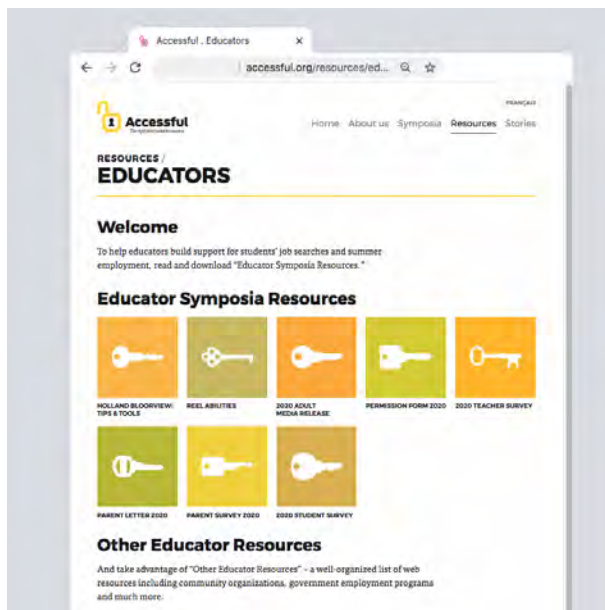 Accessful . Educators
accessful.org/resources/ed...
FRANÇAIS
Accessful
Home About us Symposia Resources Stories
RESOURCES /
EDUCATORS
Welcome
To help educators build support for students' job searches and summer
employment, read and download "Educator Symposia Resources."
Educator Symposia Resources
HOLLAND BLOORVIEW:
TIPS & TOOLS
REEL ABILITIES
2020 ADULT
MEDIA RELEASE
PERMISSION FORM 2020
2020 TEACHER SURVEY
PARENT LETTER 2020
PARENT SURVEY 2020
2020 STUDENT SURVEY
Other Educator Resources
And take advantage of "Other Educator Resources" – a well-organized list of web
resources including community organizations, government employment programs
and much more.